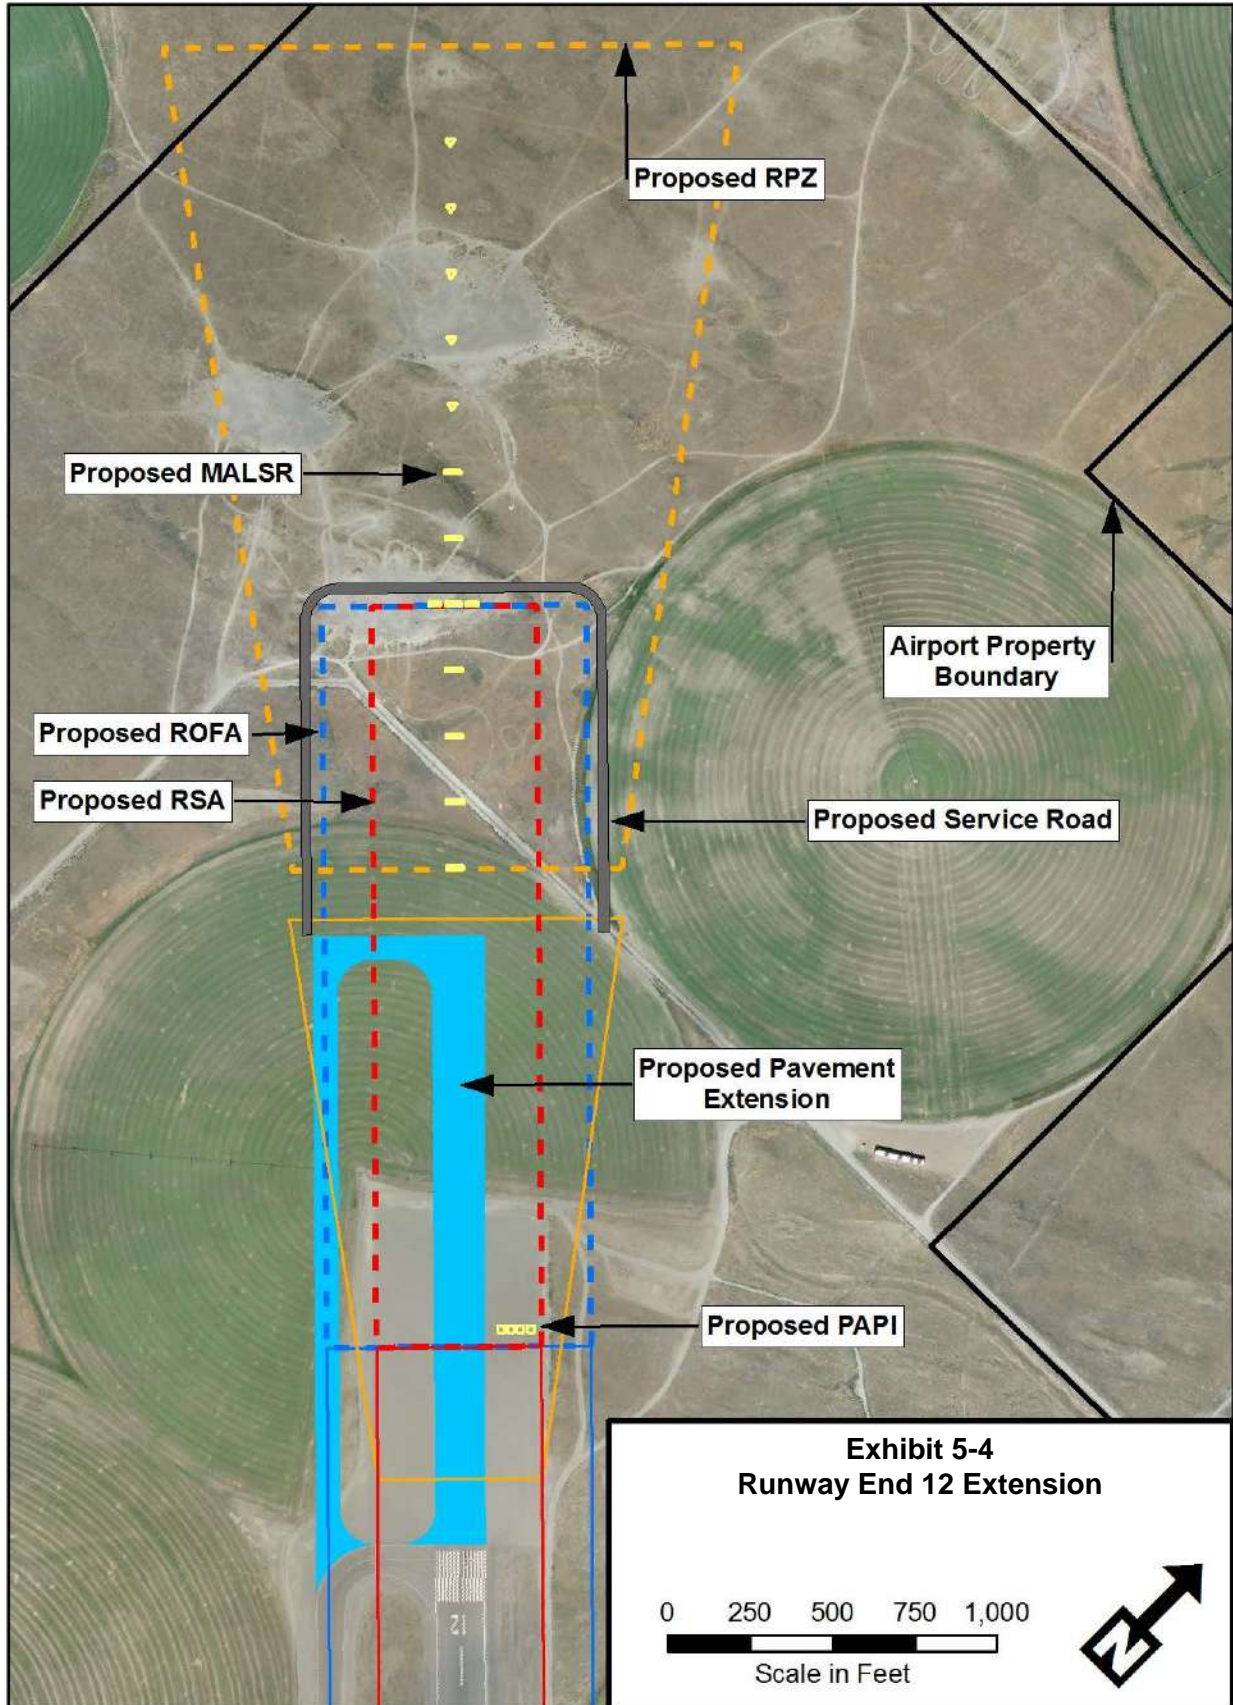 Proposed RPZ
Proposed MALSR
Airport Property
Boundary
Proposed ROFA
Proposed RSA
Proposed Service Road
Proposed Pavement
Extension
Proposed PAPI
12
Exhibit 5-4
Runway End 12 Extension
0 250 500 750 1,000
Scale in Feet
N